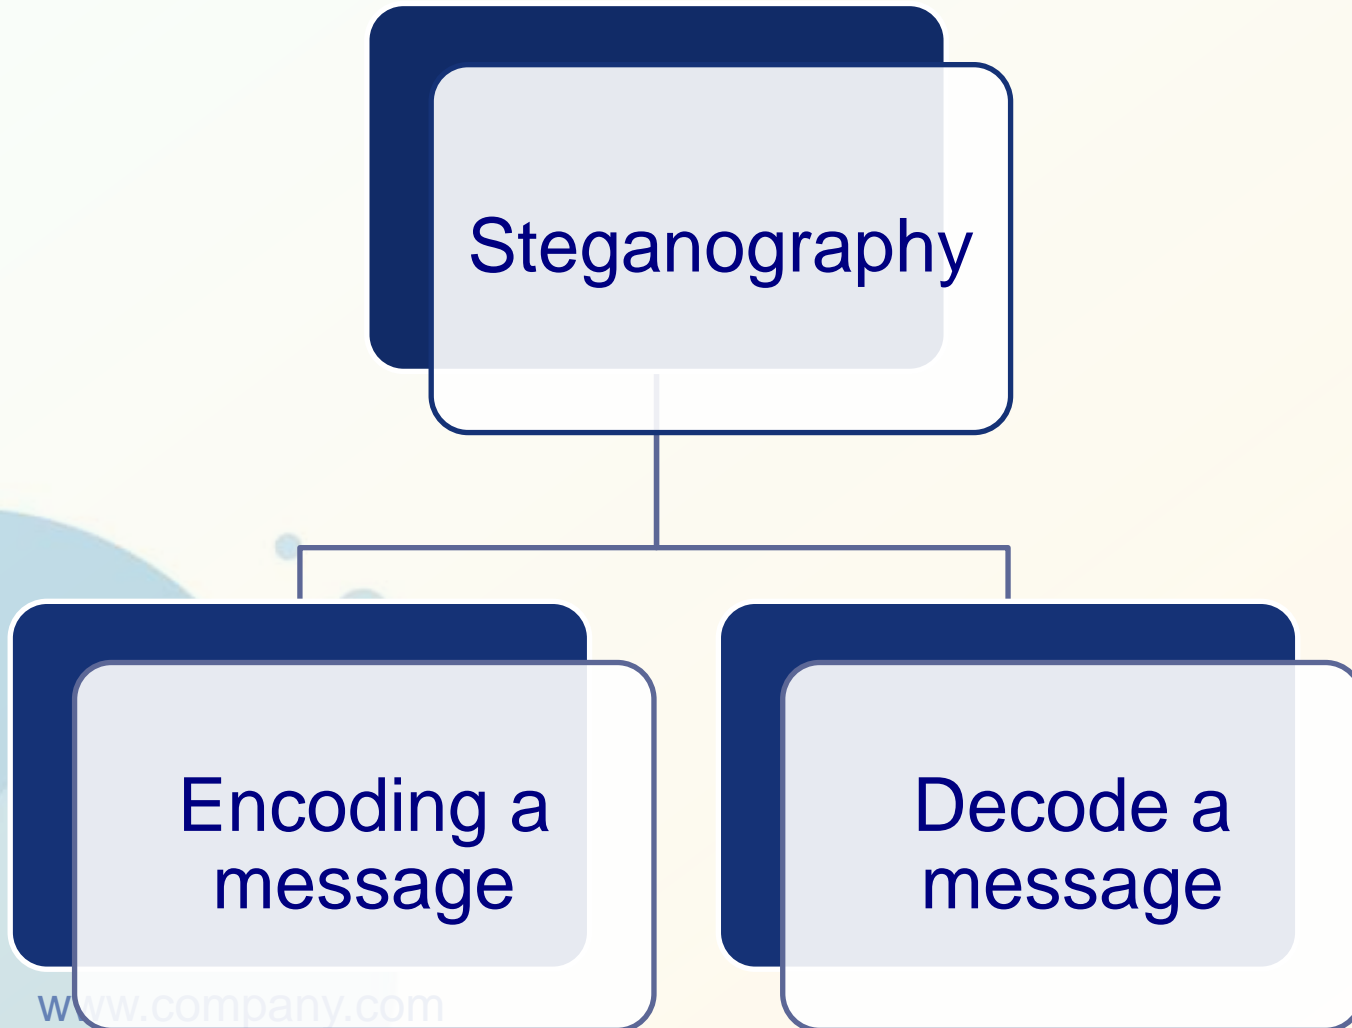 Steganography
Encoding a
message
Decode a
message
www.company.com